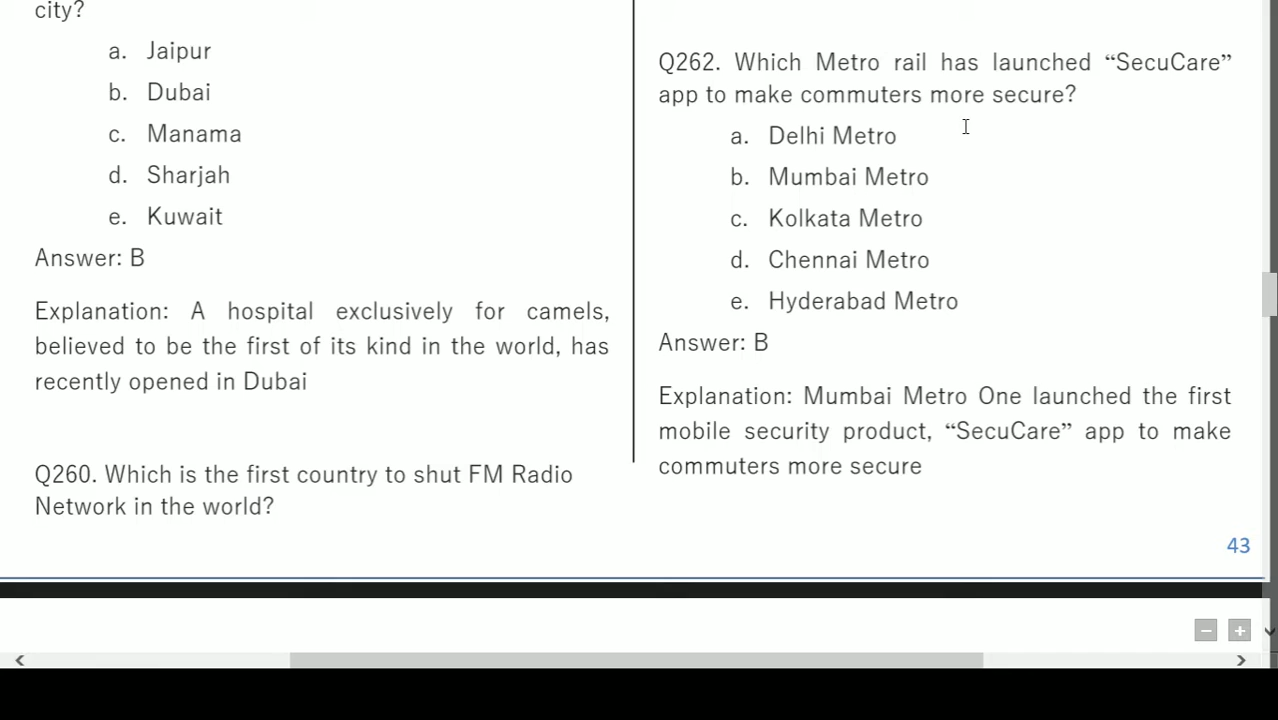 city?
a. Jaipur
b. Dubai
c. Manama
d. Sharjah
e. Kuwait
Answer: B
Explanation: A hospital exclusively for camels,
believed to be the first of its kind in the world, has
recently opened in Dubai
Q260. Which is the first country to shut FM Radio
Network in the world?
Q262. Which Metro rail has launched “SecuCare”
app to make commuters more secure?
a. Delhi Metro
b. Mumbai Metro
c. Kolkata Metro
d. Chennai Metro
e. Hyderabad Metro
Answer: B
Explanation: Mumbai Metro One launched the first
mobile security product, “SecuCare” app to make
commuters more secure
43